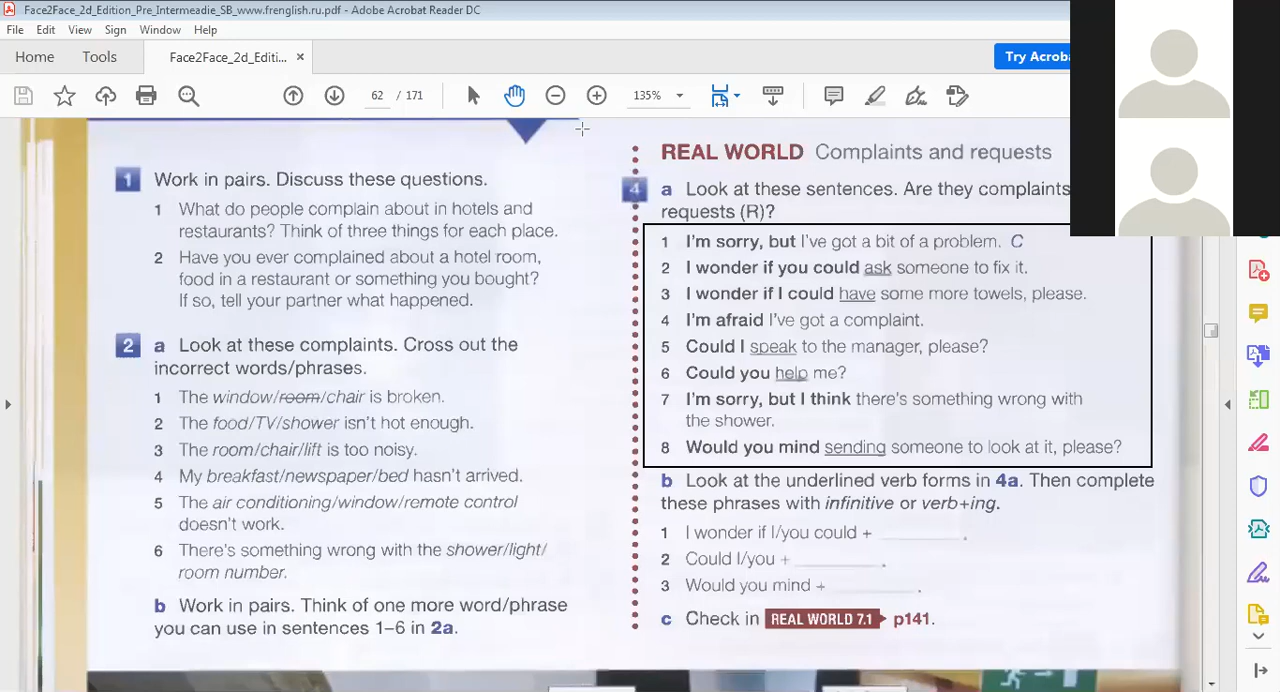 Face2Face_2d_Edition_Pre_Intermeadie_SB_www.frenglish.ru.pdf - Adobe Acrobat Reader DC
File Edit View Sign Window Help
Home Tools Face2Face_2d_Editi... × Try Acroba
62 / 171 135%
1 Work in pairs. Discuss these questions.
1 What do people complain about in hotels and
restaurants? Think of three things for each place.
2 Have you ever complained about a hotel room,
food in a restaurant or something you bought?
If so, tell your partner what happened.
2 a Look at these complaints. Cross out the
incorrect words/phrases.
1 The window/room/chair is broken.
2 The food/TV/shower isn't hot enough.
3 The room/chair/lift is too noisy.
4 My breakfast/newspaper/bed hasn't arrived.
5 The air conditioning/window/remote control
doesn't work.
6 There's something wrong with the shower/light/
room number.
b Work in pairs. Think of one more word/phrase
you can use in sentences 1–6 in 2a.
REAL WORLD Complaints and requests
4 a Look at these sentences. Are they complaints
requests (R)?
1 I'm sorry, but I've got a bit of a problem. C
2 I wonder if you could ask someone to fix it.
3 I wonder if I could have some more towels, please.
4 I'm afraid I've got a complaint.
5 Could I speak to the manager, please?
6 Could you help me?
7 I'm sorry, but I think there's something wrong with
the shower.
8 Would you mind sending someone to look at it, please?
b Look at the underlined verb forms in 4a. Then complete
these phrases with infinitive or verb+ing.
1 I wonder if I/you could + ________.
2 Could I/you + ________.
3 Would you mind + ________.
c Check in REAL WORLD 7.1 p141.